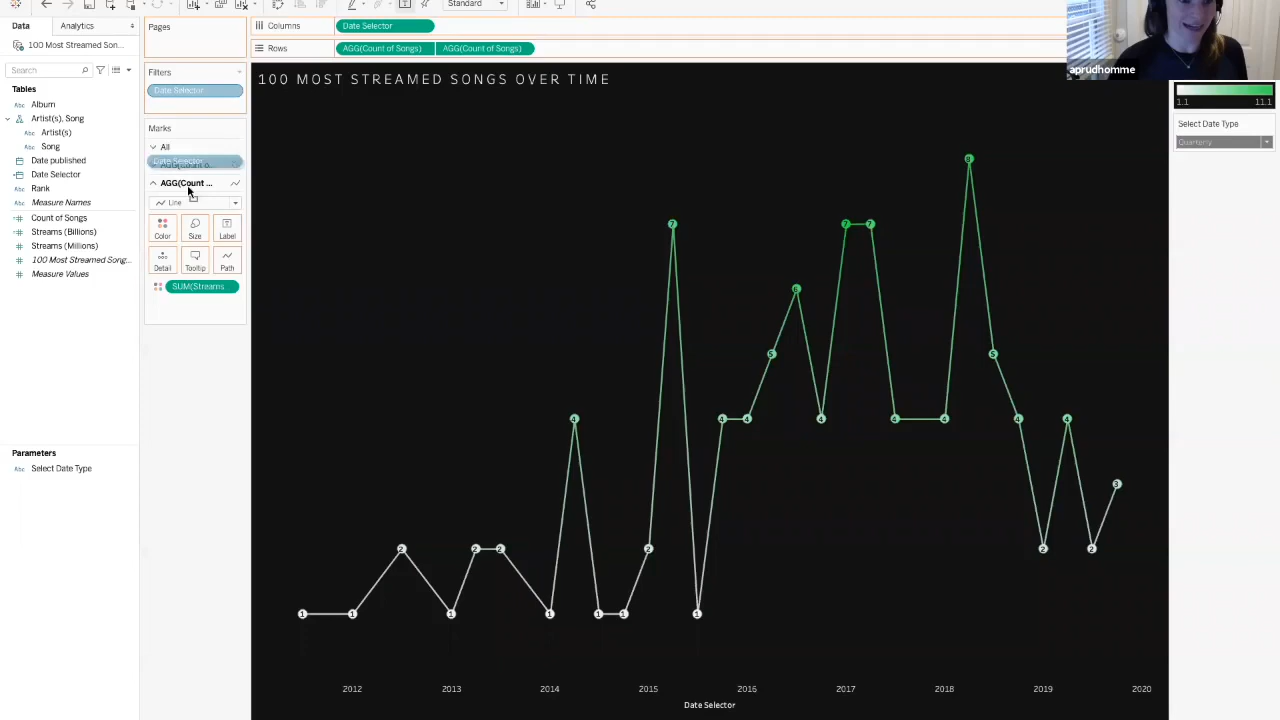 Standard
Data
Analytics
100 Most Streamed Son...
Search
Tables
Album
Artist(s), Song
Artist(s)
Song
Date published
Date Selector
Rank
Measure Names
Count of Songs
Streams (Billions)
Streams (Millions)
100 Most Streamed Song...
Measure Values
Parameters
Select Date Type
Pages
Filters
Date Selector
Marks
All
Date Selector
AGG(Count ...
Line
Color
Size
Label
Detail
Tooltip
Path
SUM(Streams
Columns
Date Selector
Rows
AGG(Count of Songs)
AGG(Count of Songs)
100 MOST STREAMED SONGS OVER TIME
1 1 2 1 2 2 1 4 1 1 2 7 1 4 4 5 6 4 7 7 4 4 8 5 4 2 4 2 3
2012 2013 2014 2015 2016 2017 2018 2019 2020
Date Selector
aprudhomme
1.1 11.1
Select Date Type
Quarterly